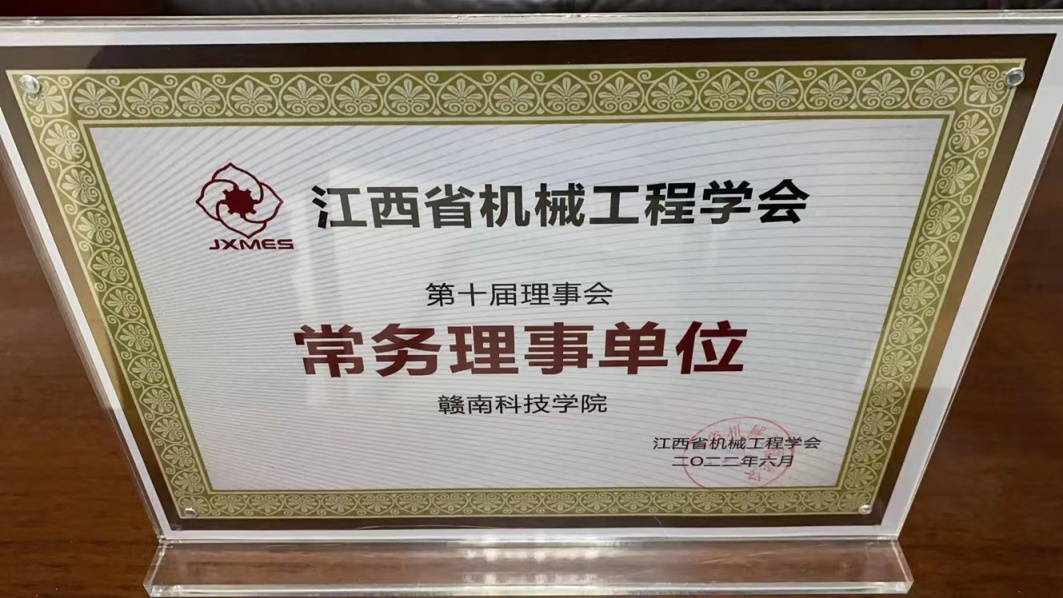 JXMES
江西省机械工程学会
第十届理事会
常务理事单位
赣南科技学院
江西省机械工程学会
二〇二二年六月